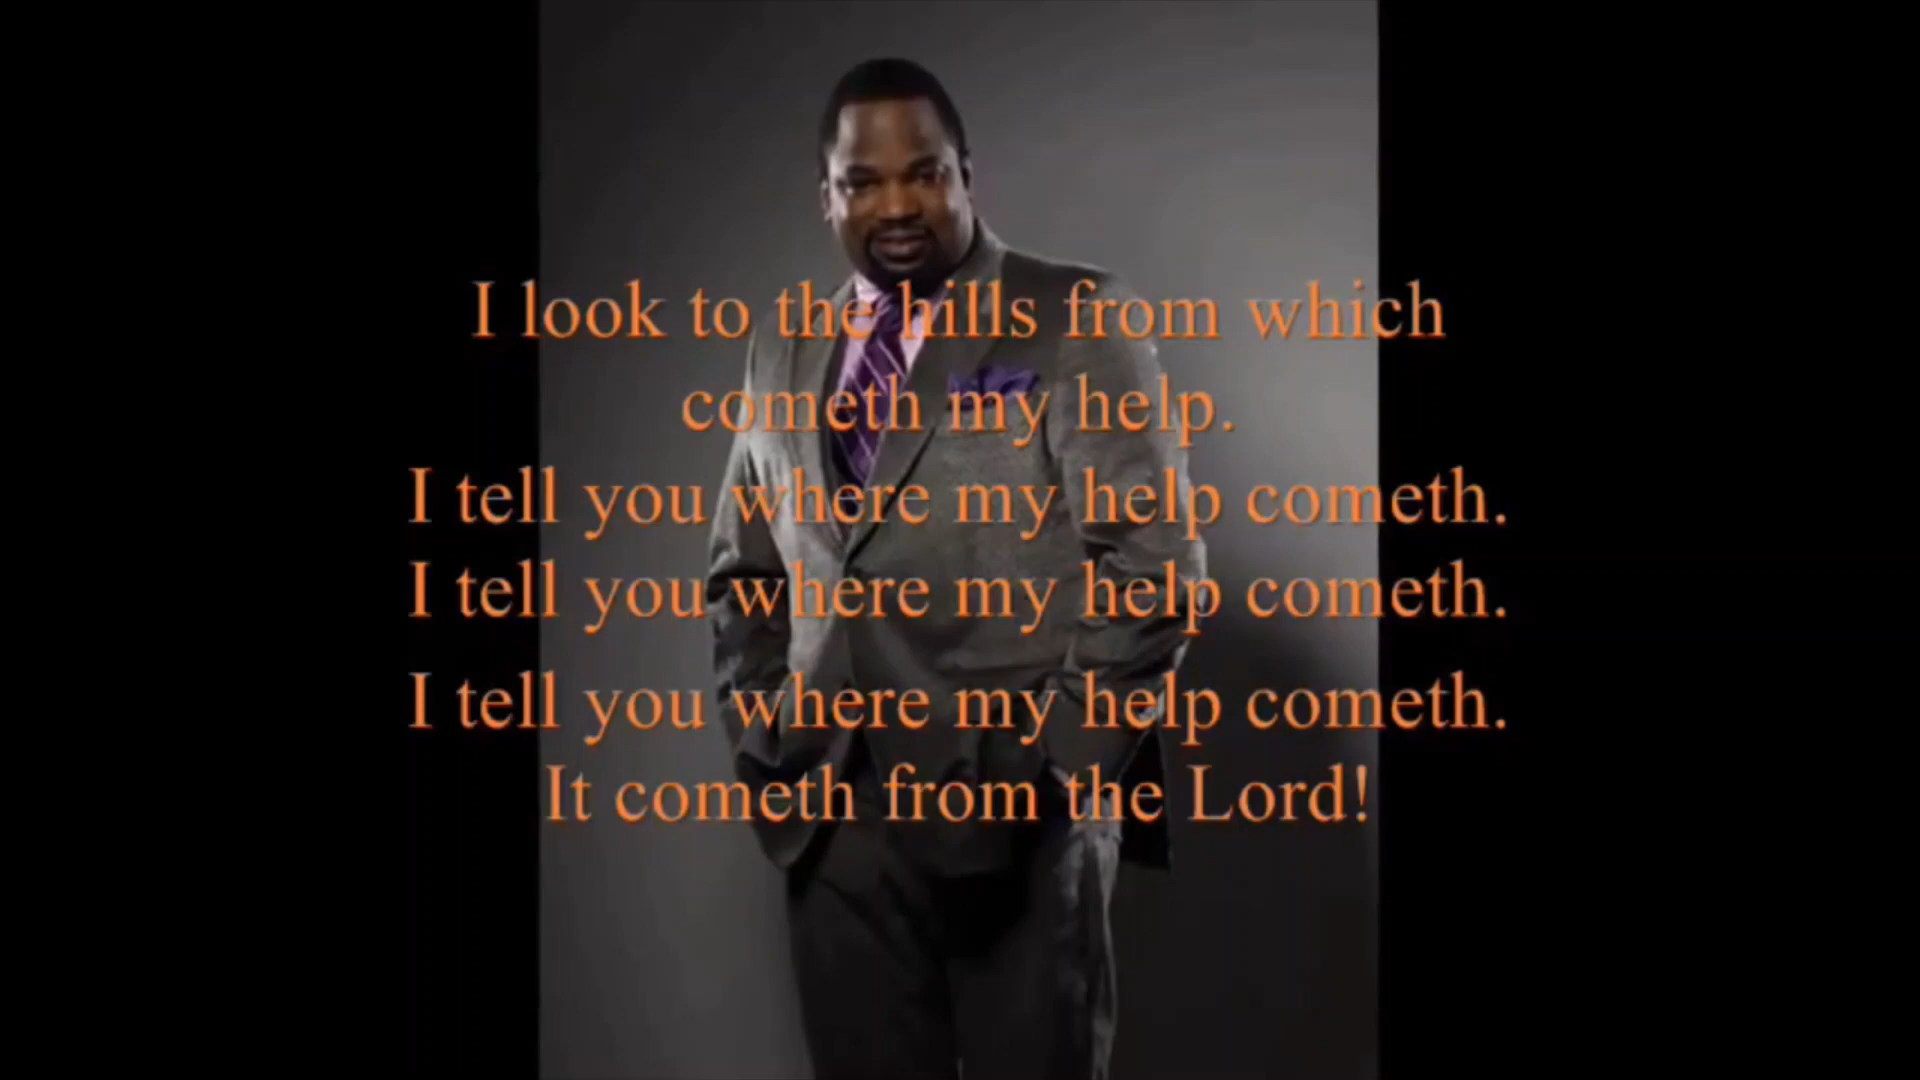 I look to the hills from which
cometh my help.
I tell you where my help cometh.
I tell you where my help cometh.
I tell you where my help cometh.
It cometh from the Lord!